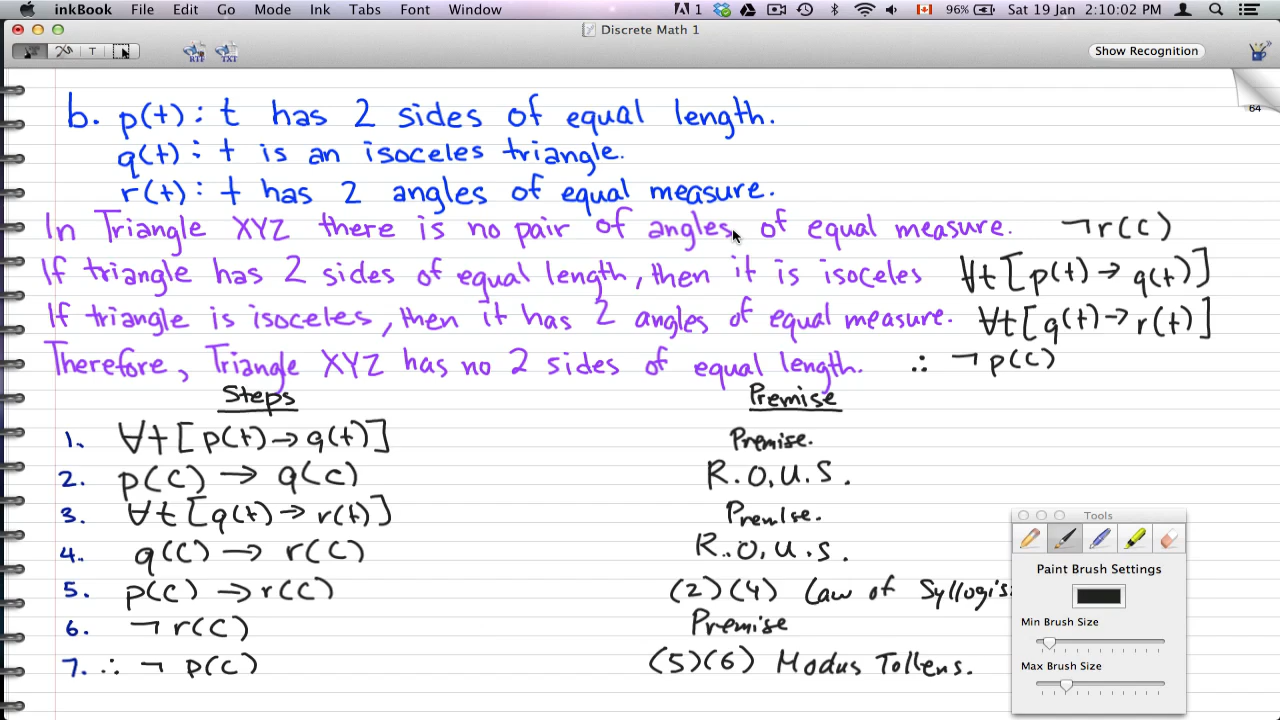 inkBook File Edit Go Mode Ink Tabs Font Window 1 96% Sat 19 Jan 2:10:02 PM
Discrete Math 1
T RTF TXT Show Recognition
64
b. p(t): t has 2 sides of equal length.
q(t): t is an isoceles triangle.
r(t): t has 2 angles of equal measure.
In Triangle XYZ there is no pair of angles of equal measure. ¬r(c)
If triangle has 2 sides of equal length, then it is isoceles ∀t[p(t)→q(t)]
If triangle is isoceles, then it has 2 angles of equal measure. ∀t[q(t)→r(t)]
Therefore, Triangle XYZ has no 2 sides of equal length. ∴ ¬p(c)
Steps Premise
1. ∀t[p(t)→q(t)] Premise.
2. p(c) → q(c) R.O.U.S.
3. ∀t[q(t)→r(t)] Premise.
4. q(c) → r(c) R.O.U.S.
5. p(c) → r(c) (2)(4) Law of Syllogis
6. ¬r(c) Premise
7. ∴ ¬ p(c) (5)(6) Modus Tollens.
Tools
Paint Brush Settings
Min Brush Size
Max Brush Size